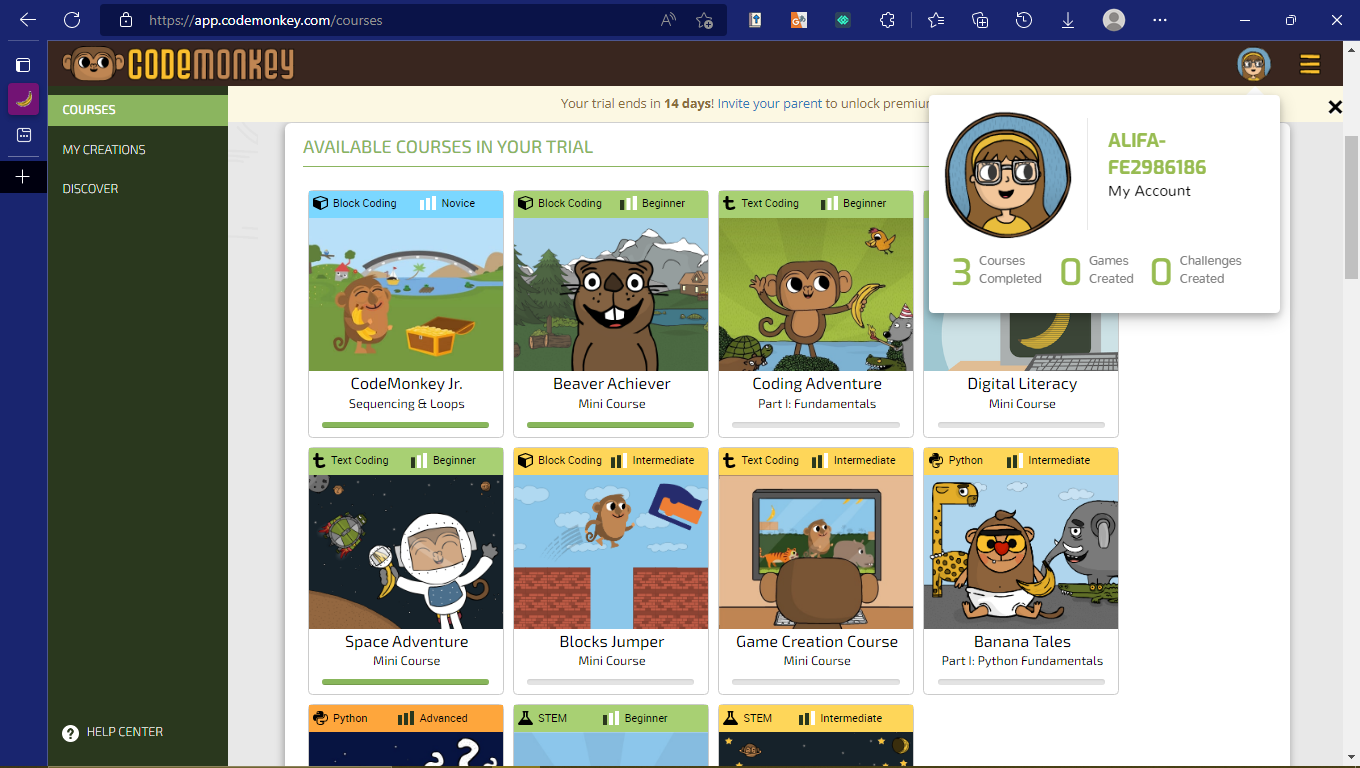 https://app.codemonkey.com/courses
CODEMONKEY
COURSES
MY CREATIONS
DISCOVER
HELP CENTER
Your trial ends in 14 days! Invite your parent to unlock premium
ALIFA-
FE2986186
My Account
3 Courses Completed
0 Games Created
0 Challenges Created
AVAILABLE COURSES IN YOUR TRIAL
Block Coding Novice
CodeMonkey Jr.
Sequencing & Loops
Block Coding Beginner
Beaver Achiever
Mini Course
Text Coding Beginner
Coding Adventure
Part I: Fundamentals
Digital Literacy
Mini Course
Text Coding Beginner
Space Adventure
Mini Course
Block Coding Intermediate
Blocks Jumper
Mini Course
Text Coding Intermediate
Game Creation Course
Mini Course
Python Intermediate
Banana Tales
Part I: Python Fundamentals
Python Advanced
STEM Beginner
STEM Intermediate